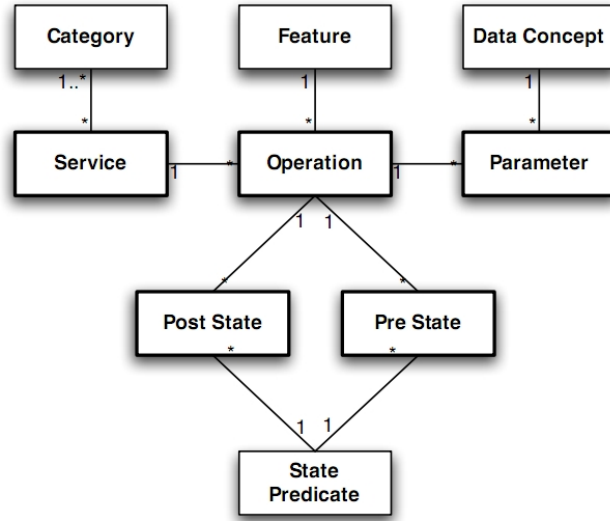 Category
Feature
Data Concept
1..*
1
1
*
*
*
Service
Operation
Parameter
1
*
1
*
1
1
*
*
Post State
Pre State
*
*
1
1
State
Predicate